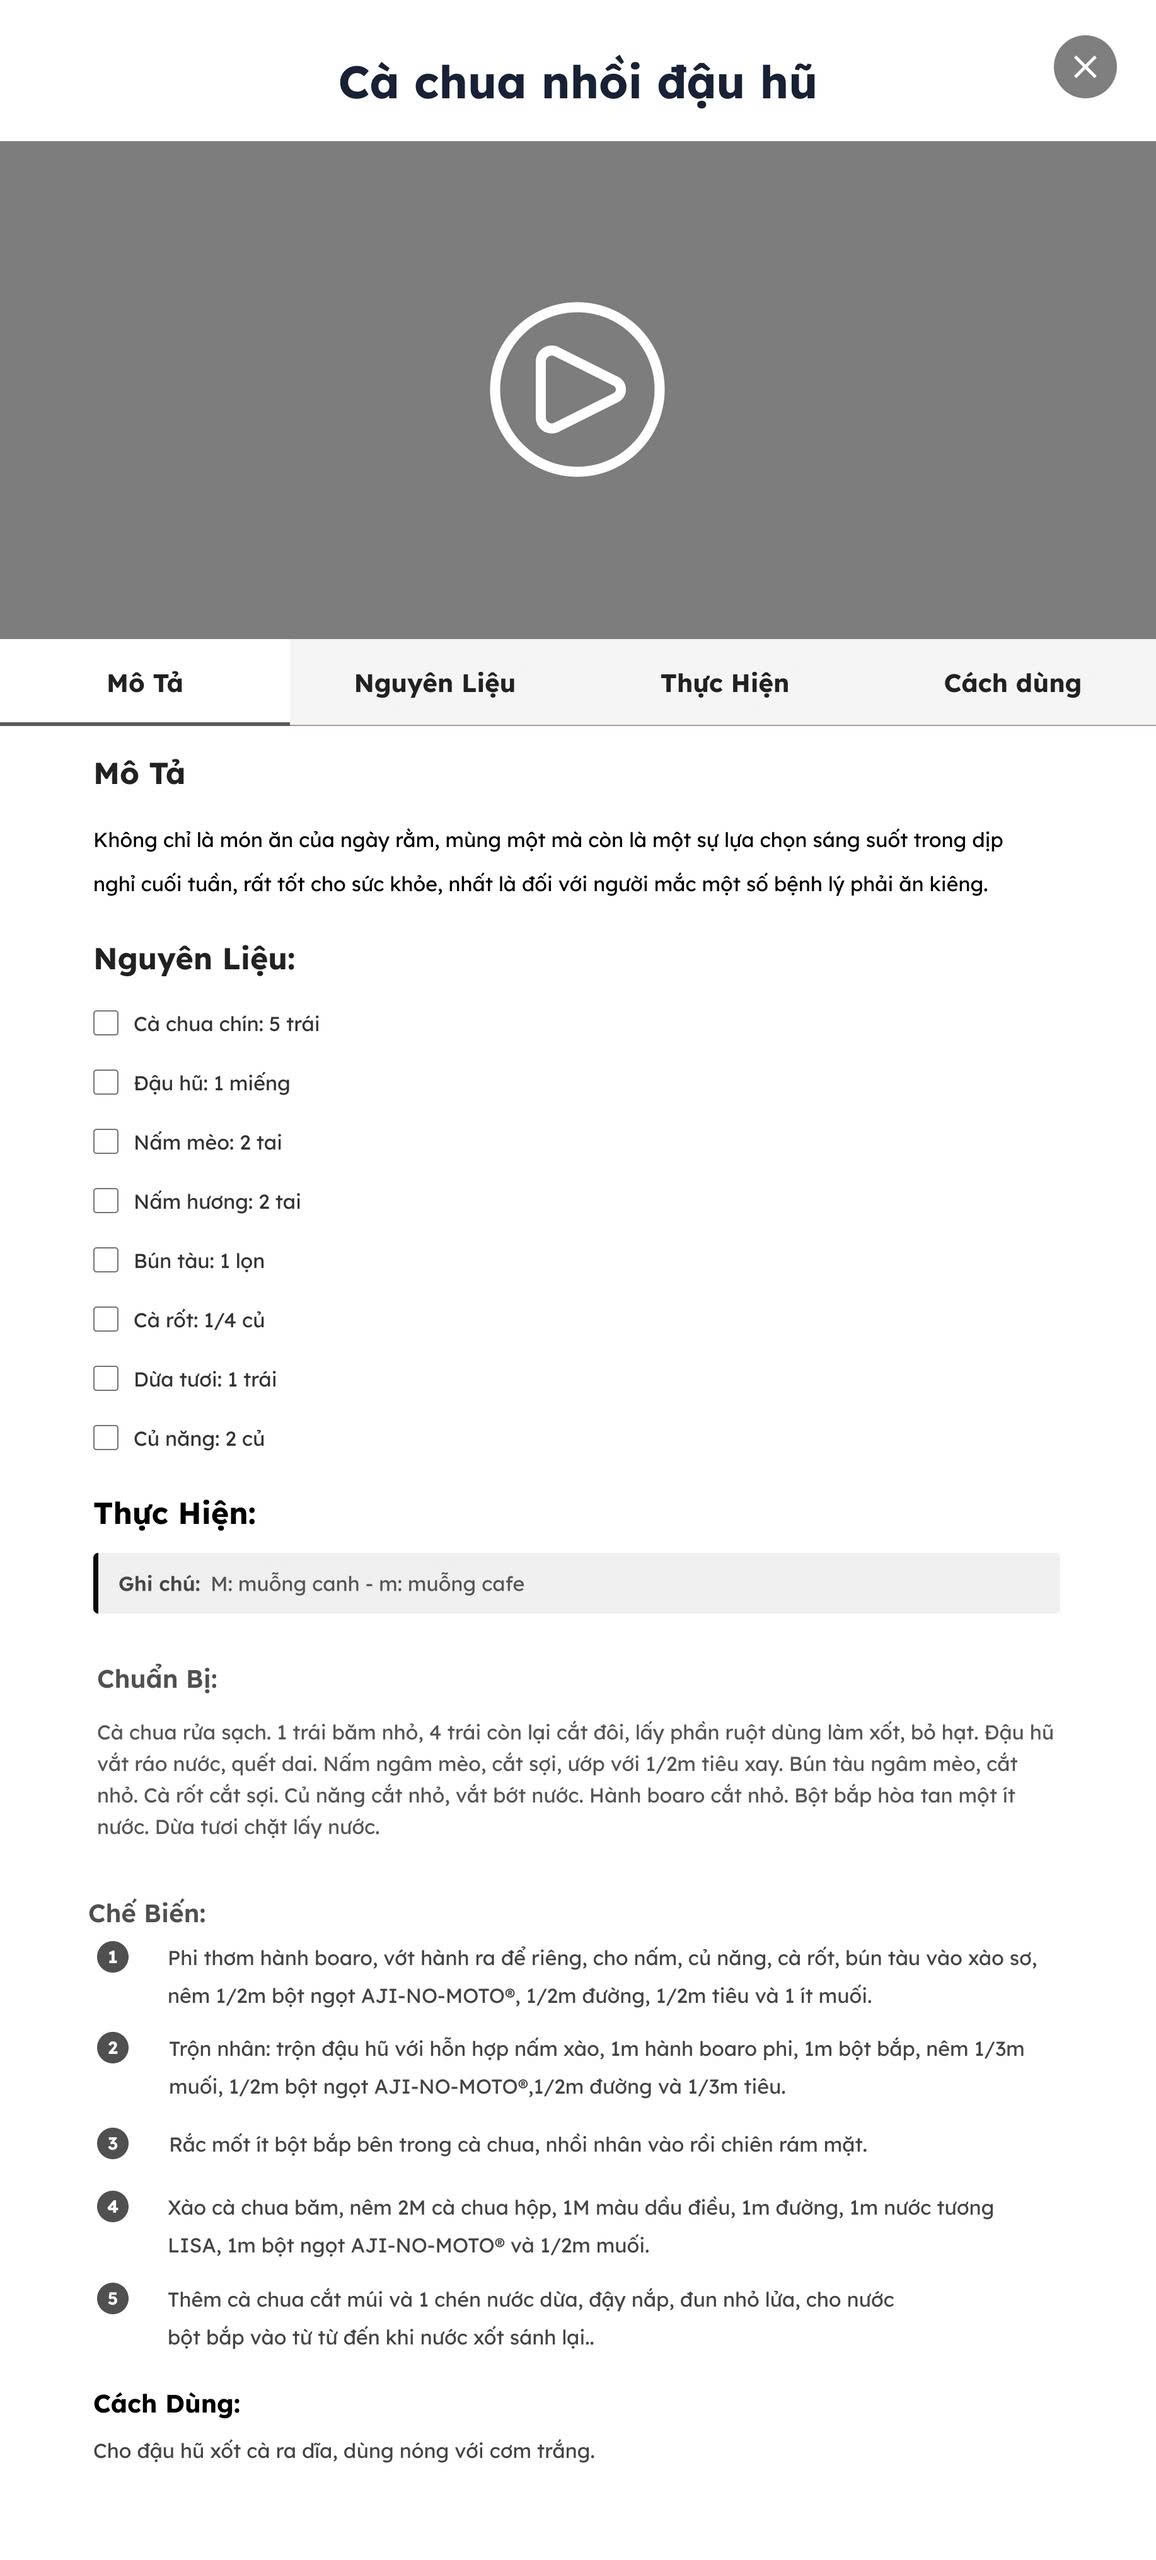 Cà chua nhồi đậu hũ
Mô Tả
Nguyên Liệu
Thực Hiện
Cách dùng
Mô Tả
Không chỉ là món ăn của ngày rằm, mùng một mà còn là một sự lựa chọn sáng suốt trong dịp
nghỉ cuối tuần, rất tốt cho sức khỏe, nhất là đối với người mắc một số bệnh lý phải ăn kiêng.
Nguyên Liệu:
Cà chua chín: 5 trái
Đậu hũ: 1 miếng
Nấm mèo: 2 tai
Nấm hương: 2 tai
Bún tàu: 1 lọn
Cà rốt: 1/4 củ
Dừa tươi: 1 trái
Củ năng: 2 củ
Thực Hiện:
Ghi chú: M: muỗng canh - m: muỗng cafe
Chuẩn Bị:
Cà chua rửa sạch. 1 trái băm nhỏ, 4 trái còn lại cắt đôi, lấy phần ruột dùng làm xốt, bỏ hạt. Đậu hũ
vắt ráo nước, quết dai. Nấm ngâm mèo, cắt sợi, ướp với 1/2m tiêu xay. Bún tàu ngâm mèo, cắt
nhỏ. Cà rốt cắt sợi. Củ năng cắt nhỏ, vắt bớt nước. Hành boaro cắt nhỏ. Bột bắp hòa tan một ít
nước. Dừa tươi chặt lấy nước.
Chế Biến:
1 Phi thơm hành boaro, vớt hành ra để riêng, cho nấm, củ năng, cà rốt, bún tàu vào xào sơ,
nêm 1/2m bột ngọt AJI-NO-MOTO®, 1/2m đường, 1/2m tiêu và 1 ít muối.
2 Trộn nhân: trộn đậu hũ với hỗn hợp nấm xào, 1m hành boaro phi, 1m bột bắp, nêm 1/3m
muối, 1/2m bột ngọt AJI-NO-MOTO®,1/2m đường và 1/3m tiêu.
3 Rắc mốt ít bột bắp bên trong cà chua, nhồi nhân vào rồi chiên rám mặt.
4 Xào cà chua băm, nêm 2M cà chua hộp, 1M màu dầu điều, 1m đường, 1m nước tương
LISA, 1m bột ngọt AJI-NO-MOTO® và 1/2m muối.
5 Thêm cà chua cắt múi và 1 chén nước dừa, đậy nắp, đun nhỏ lửa, cho nước
bột bắp vào từ từ đến khi nước xốt sánh lại..
Cách Dùng:
Cho đậu hũ xốt cà ra dĩa, dùng nóng với cơm trắng.